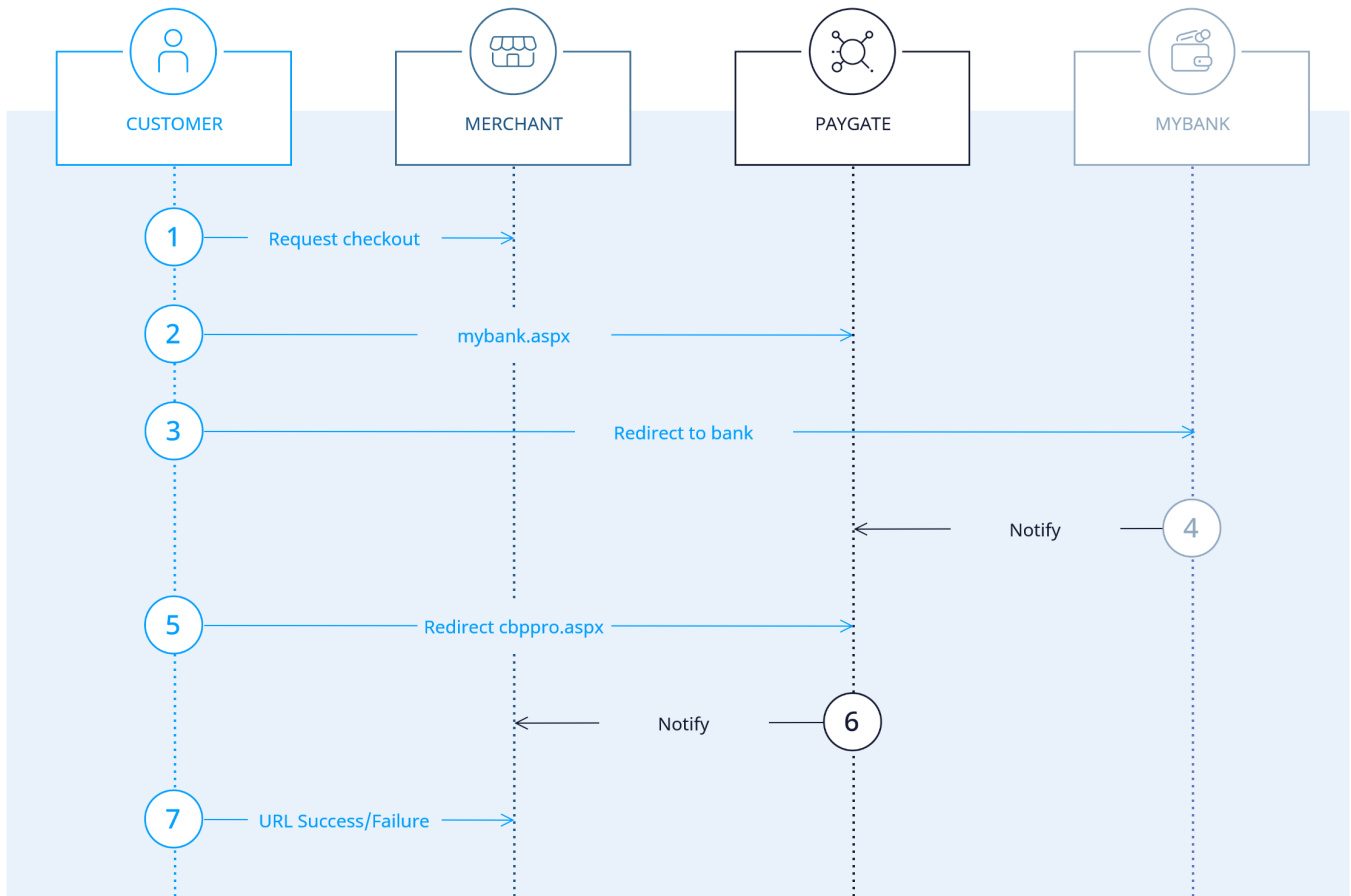 CUSTOMER
MERCHANT
PAYGATE
MYBANK
1
Request checkout
2
mybank.aspx
3
Redirect to bank
Notify
4
5
Redirect cbppro.aspx
Notify
6
7
URL Success/Failure